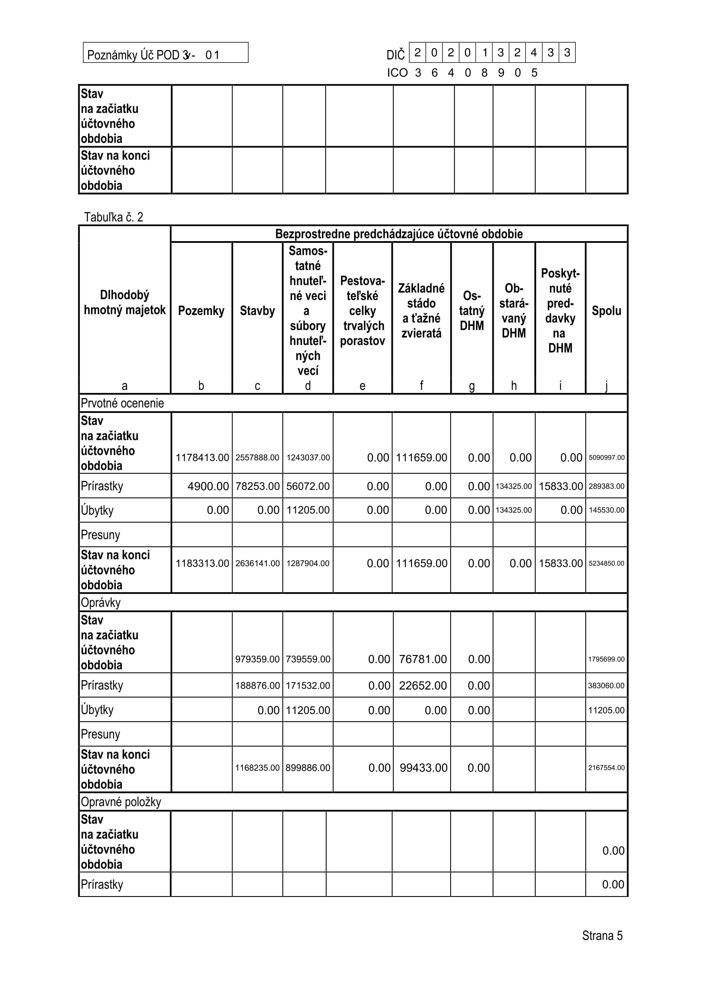 Poznámky Úč POD 3v- 01
DIČ 2 0 2 0 1 3 2 4 3 3
ICO 3 6 4 0 8 9 0 5
Stav
na začiatku
účtovného
obdobia
Stav na konci
účtovného
obdobia
Tabuľka č. 2
Bezprostredne predchádzajúce účtovné obdobie
Dlhodobý
hmotný majetok
a
Pozemky
b
Stavby
c
Samos-
tatné
hnuteľ-
né veci
a
súbory
hnuteľ-
ných
vecí
d
Pestova-
teľské
celky
trvalých
porastov
e
Základné
stádo
a ťažné
zvieratá
f
Os-
tatný
DHM
g
Ob-
stará-
vaný
DHM
h
Poskyt-
nuté
pred-
davky
na
DHM
i
Spolu
j
Prvotné ocenenie
Stav
na začiatku
účtovného
obdobia
1178413.00 2557888.00 1243037.00 0.00 111659.00 0.00 0.00 0.00 5090997.00
Prírastky 4900.00 78253.00 56072.00 0.00 0.00 0.00 134325.00 15833.00 289383.00
Úbytky 0.00 0.00 11205.00 0.00 0.00 0.00 134325.00 0.00 145530.00
Presuny
Stav na konci
účtovného
obdobia
1183313.00 2636141.00 1287904.00 0.00 111659.00 0.00 0.00 15833.00 5234850.00
Oprávky
Stav
na začiatku
účtovného
obdobia
979359.00 739559.00 0.00 76781.00 0.00 1795699.00
Prírastky 188876.00 171532.00 0.00 22652.00 0.00 383060.00
Úbytky 0.00 11205.00 0.00 0.00 0.00 11205.00
Presuny
Stav na konci
účtovného
obdobia
1168235.00 899886.00 0.00 99433.00 0.00 2167554.00
Opravné položky
Stav
na začiatku
účtovného
obdobia
0.00
Prírastky 0.00
Strana 5